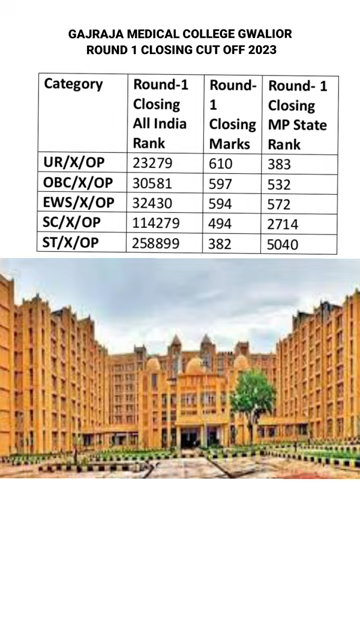 GAJRAJA MEDICAL COLLEGE GWALIOR
ROUND 1 CLOSING CUT OFF 2023
Category Round-1 Closing All India Rank Round-1 Closing Marks Round- 1 Closing MP State Rank
UR/X/OP 23279 610 383
OBC/X/OP 30581 597 532
EWS/X/OP 32430 594 572
SC/X/OP 114279 494 2714
ST/X/OP 258899 382 5040